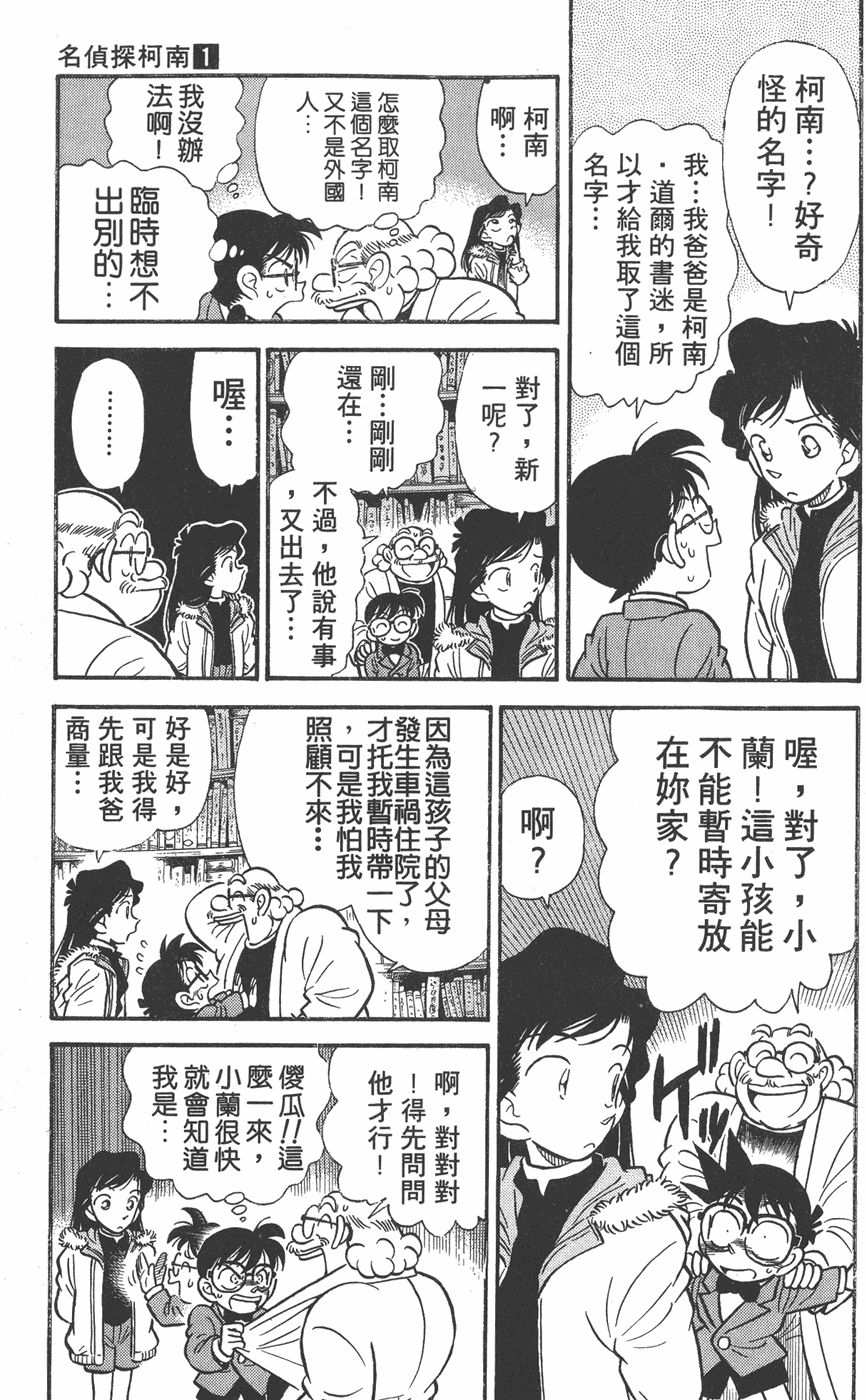 名偵探柯南1
柯南…?好奇
怪的名字!
我…我爸爸是柯南
・道爾的書迷,所
以才給我取了這個
名字…
柯南
啊…
怎麼取柯南
這個名字!
又不是外國
人…
我沒辦
法啊!
臨時想不
出別的…
對了,新
一呢?
剛…剛剛
還在…
不過,他說有事
,又出去了…
喔…
………
喔,對了,小
蘭!這小孩能
不能暫時寄放
在妳家?
啊?
因為這孩子的父母
發生車禍住院了,
才托我暫時帶一下
,可是我怕我
照顧不來…
好是好,
可是我得
先跟我爸
商量…
啊,對對對
!得先問問
他才行!
傻瓜!!這
麼一來,
小蘭很快
就會知道
我是…